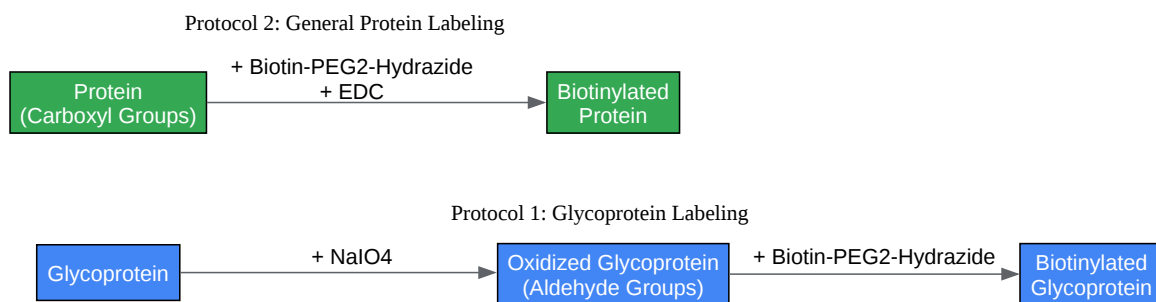 Protocol 2: General Protein Labeling
+ Biotin-PEG2-Hydrazide
+ EDC
Protein
(Carboxyl Groups)
Biotinylated
Protein
Protocol 1: Glycoprotein Labeling
Glycoprotein
+ NaIO4
Oxidized Glycoprotein
(Aldehyde Groups)
+ Biotin-PEG2-Hydrazide
Biotinylated
Glycoprotein